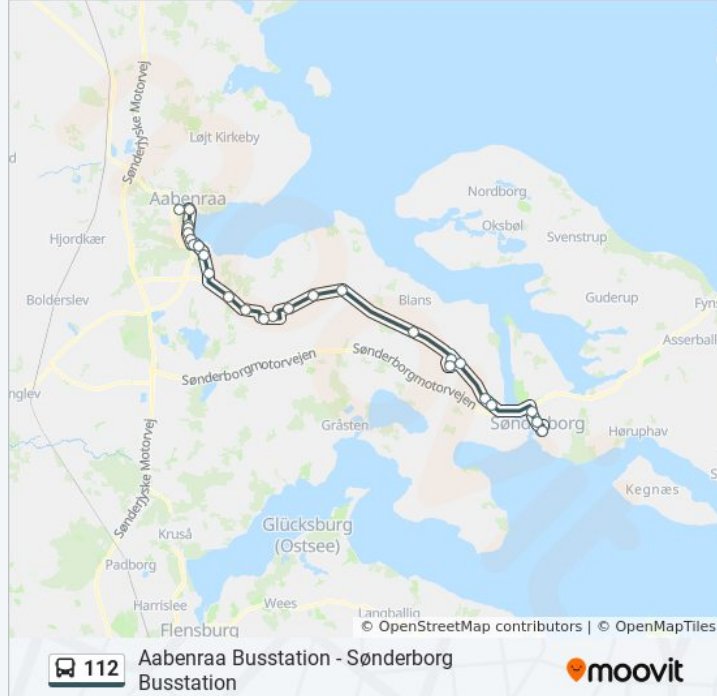 Sønderjyske Motorvej
Løjt Kirkeby
Aabenraa
Nordborg
Oksbøl
Svenstrup
Hjordkær
Bolderslev
Blans
Guderup
Fyns
Asserball
Sønderborgmotorvejen
Sønderborgmotorvejen
nglev
Gråsten
Sønderborg
Høruphav
Kegnæs
Sønderjyske Motorvej
Glücksburg
(Ostsee)
Kruså
Padborg
Harrislee
Wees
Langballig
Flensburg
© OpenStreetMap contributors | © OpenMapTiles
112
Aabenraa Busstation - Sønderborg
Busstation
moovit